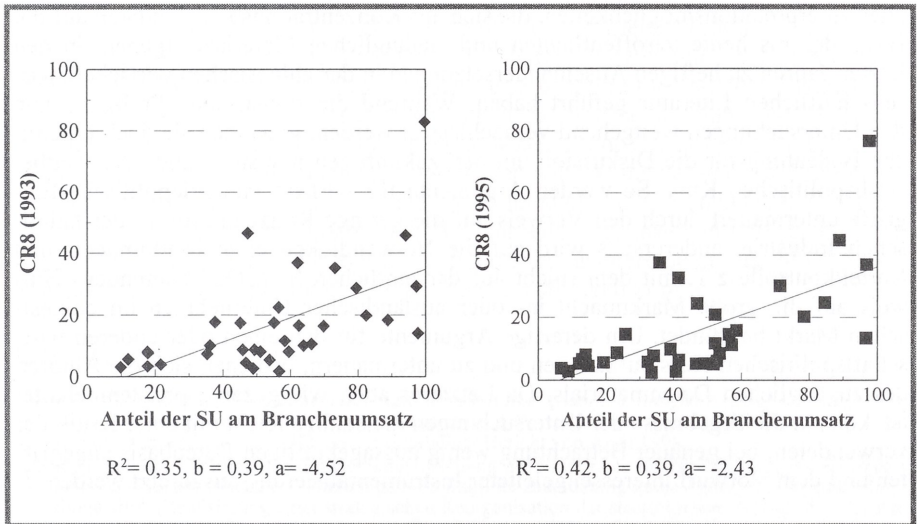 100
80
60
40
20
0
CR8 (1993)
0 20 40 60 80 100
Anteil der SU am Branchenumsatz
R²= 0,35, b = 0,39, a= -4,52
100
80
60
40
20
0
CR8 (1995)
0 20 40 60 80 100
Anteil der SU am Branchenumsatz
R²= 0,42, b = 0,39, a= -2,43